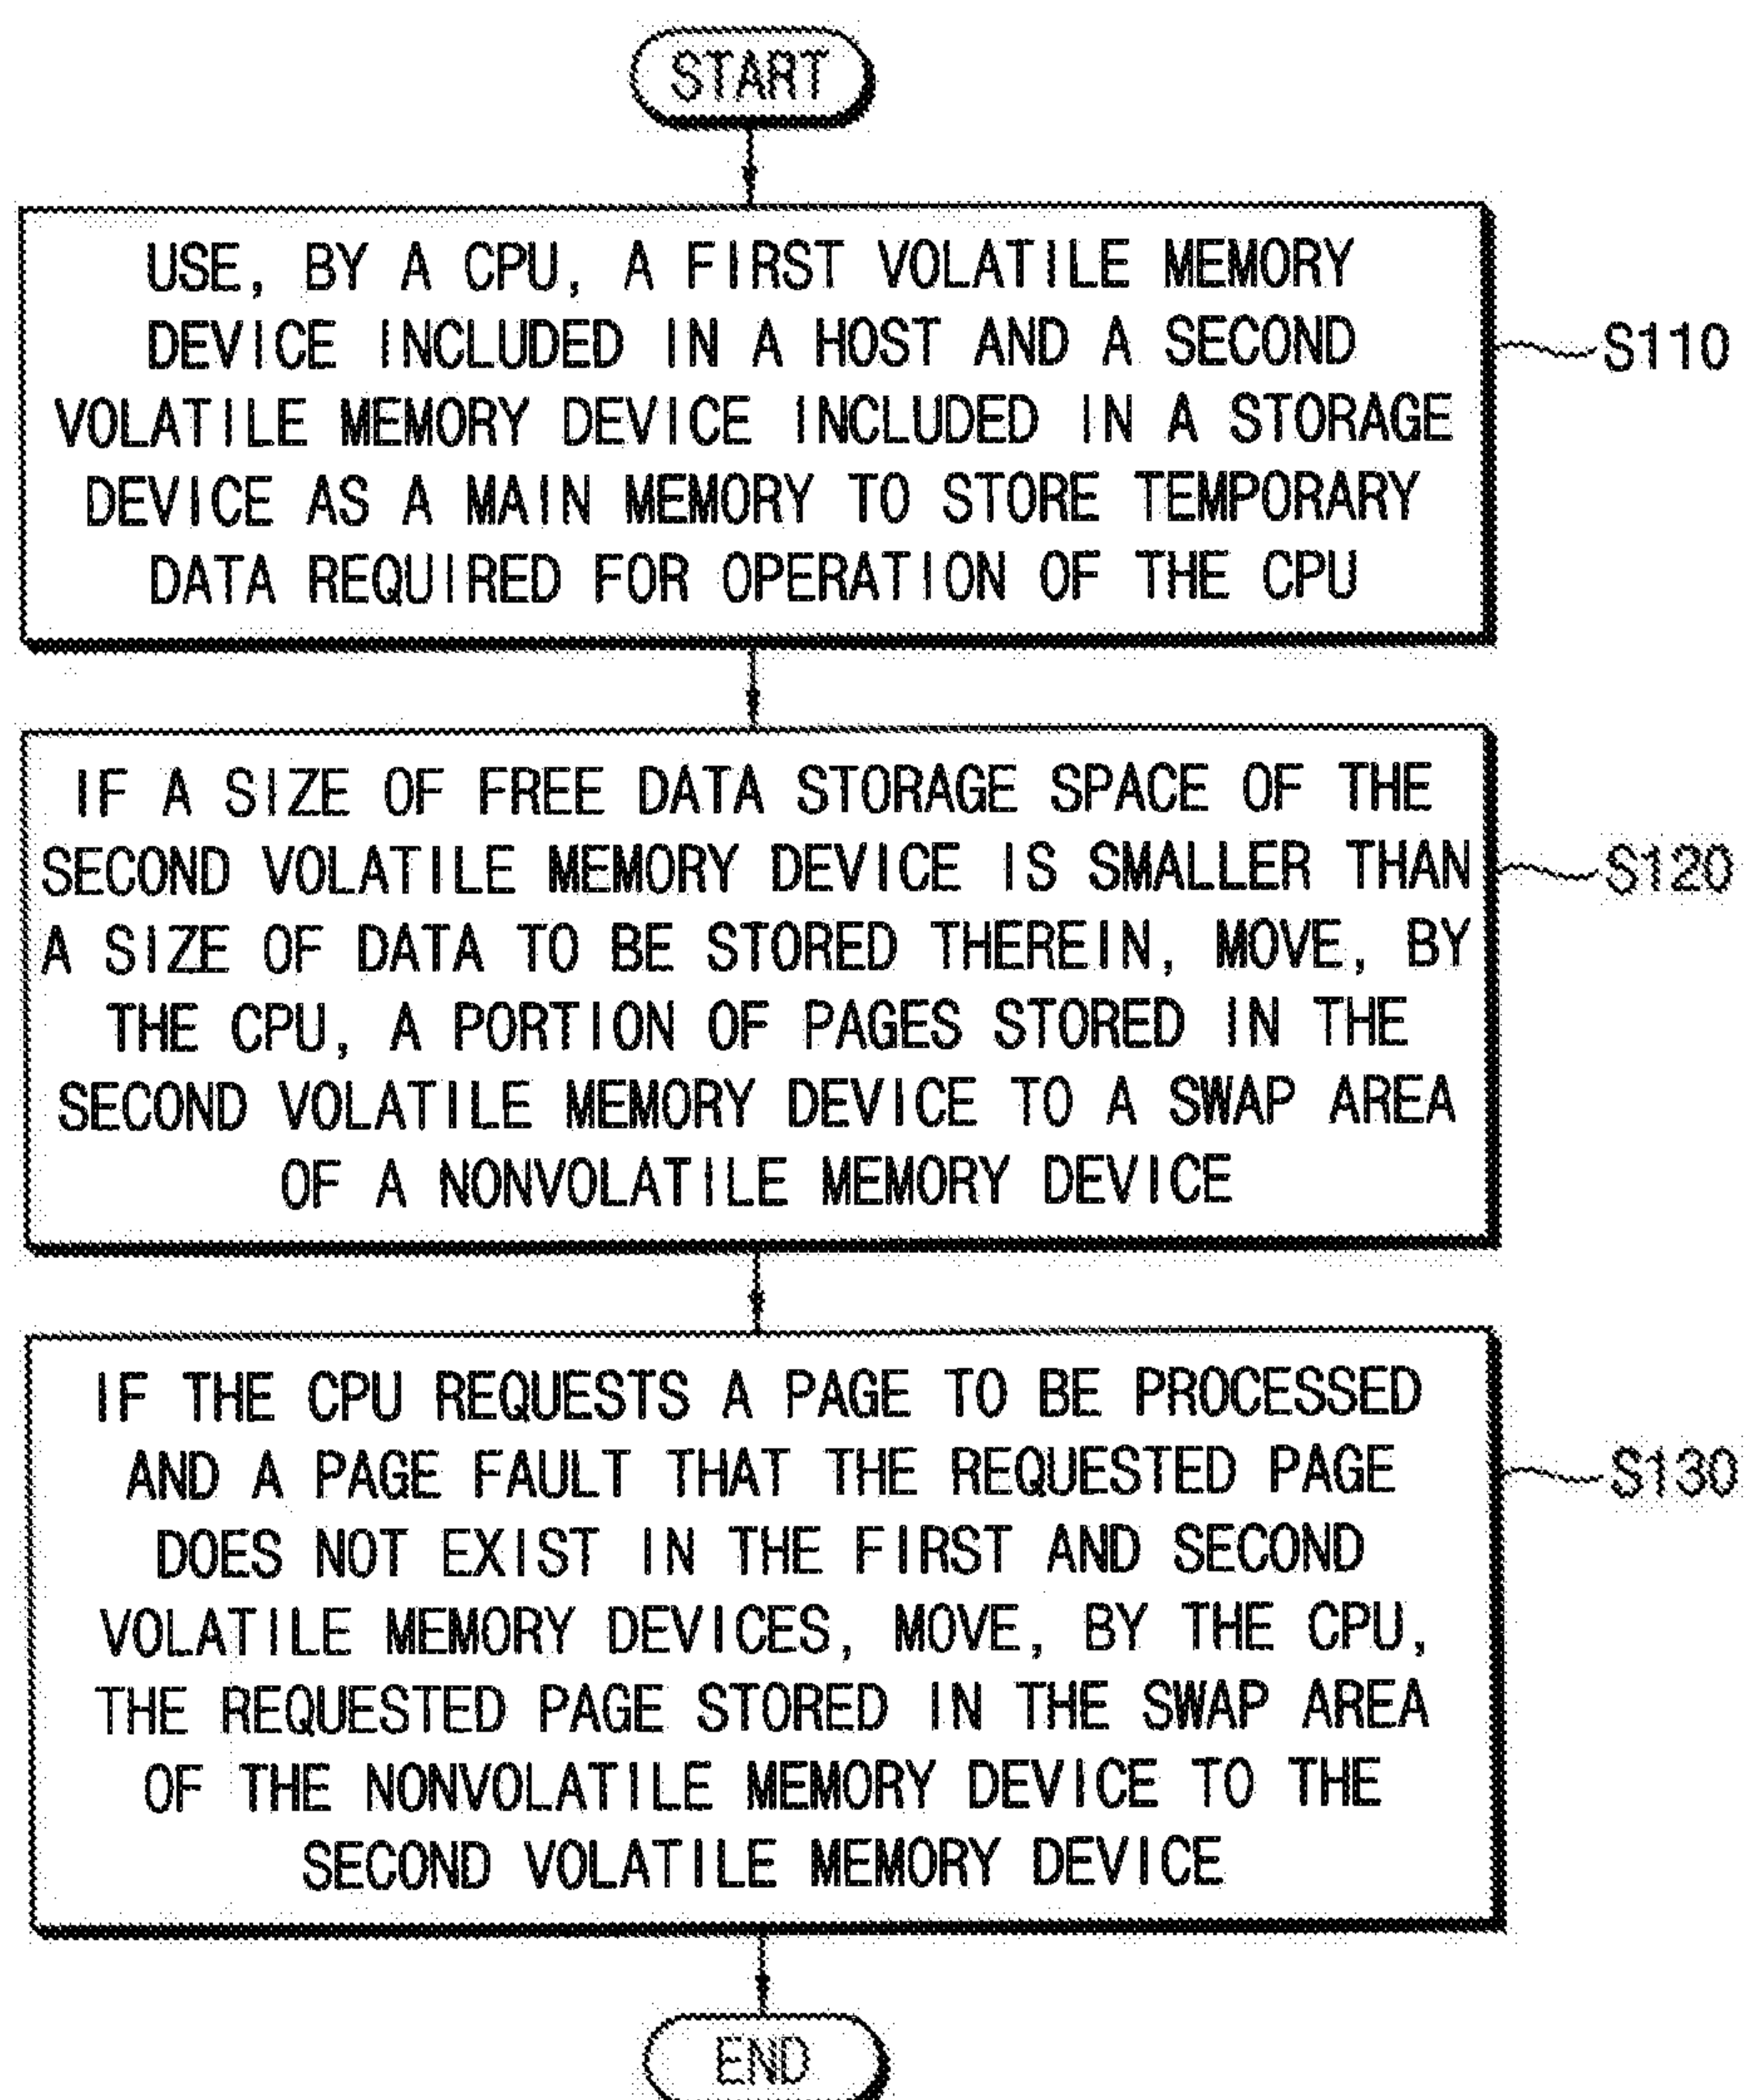 START
USE, BY A CPU, A FIRST VOLATILE MEMORY
DEVICE INCLUDED IN A HOST AND A SECOND
VOLATILE MEMORY DEVICE INCLUDED IN A STORAGE
DEVICE AS A MAIN MEMORY TO STORE TEMPORARY
DATA REQUIRED FOR OPERATION OF THE CPU
S110
IF A SIZE OF FREE DATA STORAGE SPACE OF THE
SECOND VOLATILE MEMORY DEVICE IS SMALLER THAN
A SIZE OF DATA TO BE STORED THEREIN, MOVE, BY
THE CPU, A PORTION OF PAGES STORED IN THE
SECOND VOLATILE MEMORY DEVICE TO A SWAP AREA
OF A NONVOLATILE MEMORY DEVICE
S120
IF THE CPU REQUESTS A PAGE TO BE PROCESSED
AND A PAGE FAULT THAT THE REQUESTED PAGE
DOES NOT EXIST IN THE FIRST AND SECOND
VOLATILE MEMORY DEVICES, MOVE, BY THE CPU,
THE REQUESTED PAGE STORED IN THE SWAP AREA
OF THE NONVOLATILE MEMORY DEVICE TO THE
SECOND VOLATILE MEMORY DEVICE
S130
END